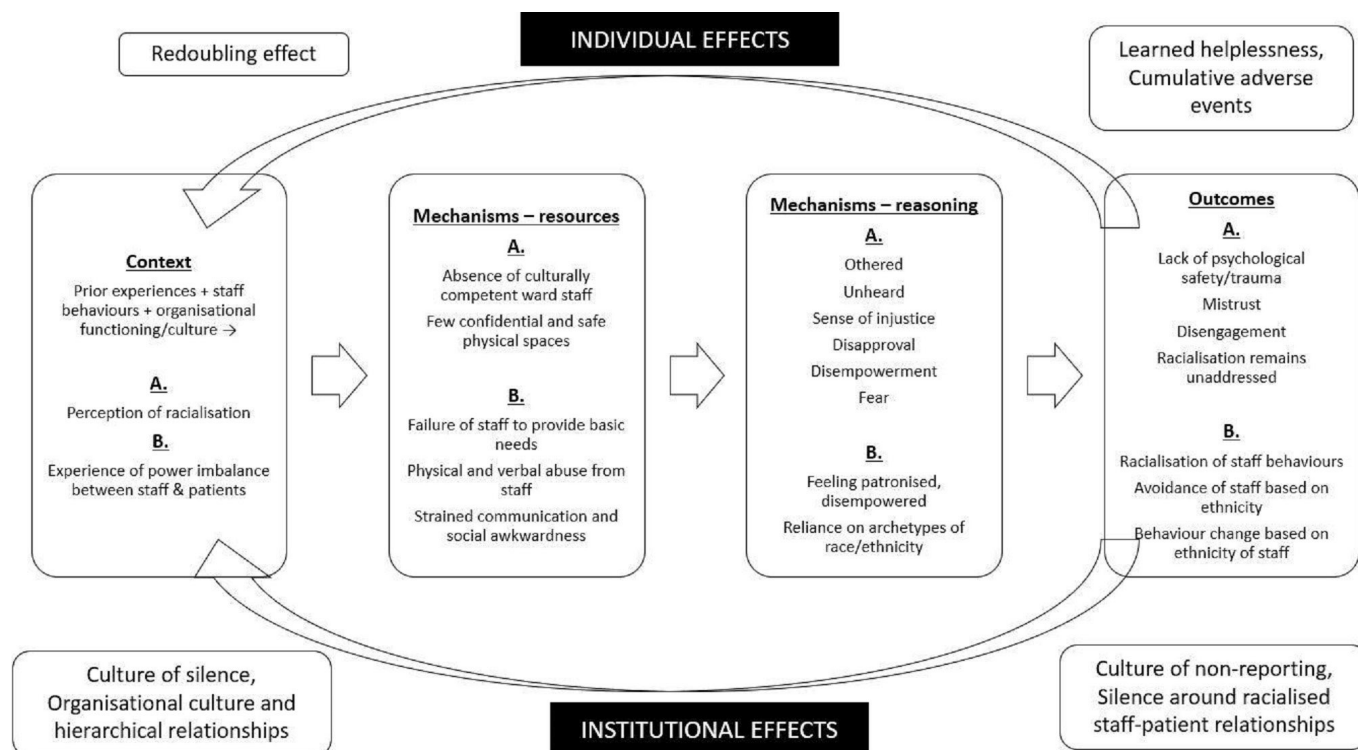 INDIVIDUAL EFFECTS
Redoubling effect
Learned helplessness,
Cumulative adverse
events
Context
Prior experiences + staff
behaviours + organisational
functioning/culture →
A.
Perception of racialisation
B.
Experience of power imbalance
between staff & patients
Mechanisms – resources
A.
Absence of culturally
competent ward staff
Few confidential and safe
physical spaces
B.
Failure of staff to provide basic
needs
Physical and verbal abuse from
staff
Strained communication and
social awkwardness
Mechanisms – reasoning
A.
Othered
Unheard
Sense of injustice
Disapproval
Disempowerment
Fear
B.
Feeling patronised,
disempowered
Reliance on archetypes of
race/ethnicity
Outcomes
A.
Lack of psychological
safety/trauma
Mistrust
Disengagement
Racialisation remains
unaddressed
B.
Racialisation of staff behaviours
Avoidance of staff based on
ethnicity
Behaviour change based on
ethnicity of staff
Culture of silence,
Organisational culture and
hierarchical relationships
INSTITUTIONAL EFFECTS
Culture of non-reporting,
Silence around racialised
staff-patient relationships